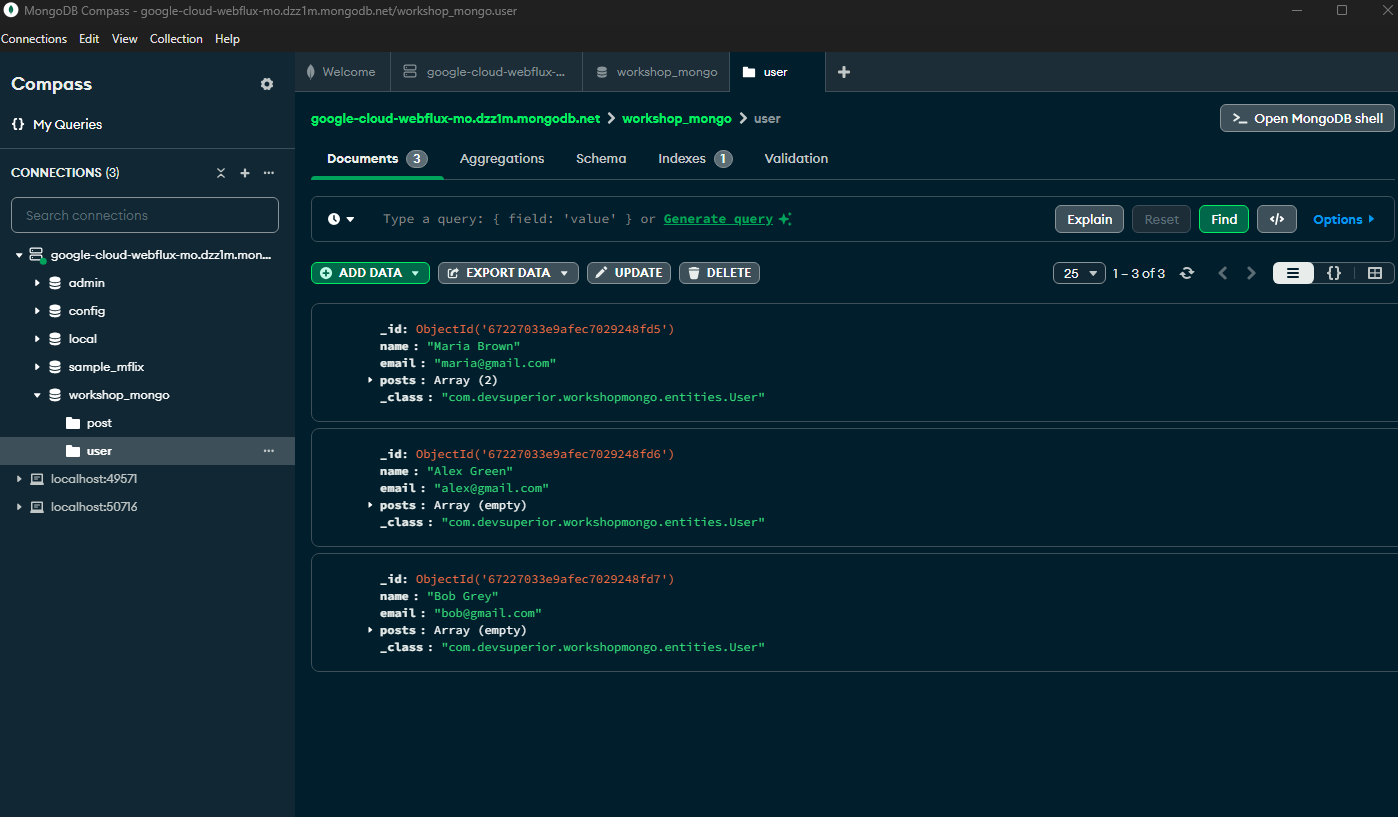 MongoDB Compass - google-cloud-webflux-mo.dzz1m.mongodb.net/workshop_mongo.user
Connections Edit View Collection Help
Compass
{} My Queries
CONNECTIONS (3)
Search connections
google-cloud-webflux-mo.dzz1m.mon...
admin
config
local
sample_mflix
workshop_mongo
post
user
localhost:49571
localhost:50716
Welcome google-cloud-webflux-... workshop_mongo user
google-cloud-webflux-mo.dzz1m.mongodb.net > workshop_mongo > user
>_ Open MongoDB shell
Documents 3 Aggregations Schema Indexes 1 Validation
Type a query: { field: 'value' } or Generate query
Explain Reset Find </> Options
ADD DATA EXPORT DATA UPDATE DELETE
25 1 – 3 of 3 {}
_id: ObjectId('67227033e9afec7029248fd5')
name : "Maria Brown"
email : "maria@gmail.com"
posts : Array (2)
_class : "com.devsuperior.workshopmongo.entities.User"
_id: ObjectId('67227033e9afec7029248fd6')
name : "Alex Green"
email : "alex@gmail.com"
posts : Array (empty)
_class : "com.devsuperior.workshopmongo.entities.User"
_id: ObjectId('67227033e9afec7029248fd7')
name : "Bob Grey"
email : "bob@gmail.com"
posts : Array (empty)
_class : "com.devsuperior.workshopmongo.entities.User"